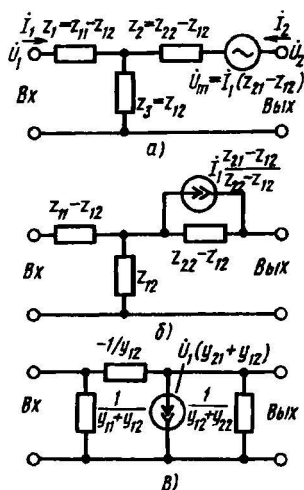 İ₁ z₁=z₁₁−z₁₂ z₂=z₂₂−z₁₂ İ₂
U̇₁ U̇₂
U̇m=İ₁(z₂₁−z₁₂)
Вх z₃=z₁₂ Вых
а)
İ₁ (z₂₁−z₁₂)/(z₂₂−z₁₂)
z₁₁−z₁₂
z₂₂−z₁₂
Вх z₁₂ Вых
б)
−1/y₁₂ U̇₁(y₂₁+y₁₂)
Вх 1/(y₁₁+y₁₂) 1/(y₁₂+y₂₂) Вых
в)